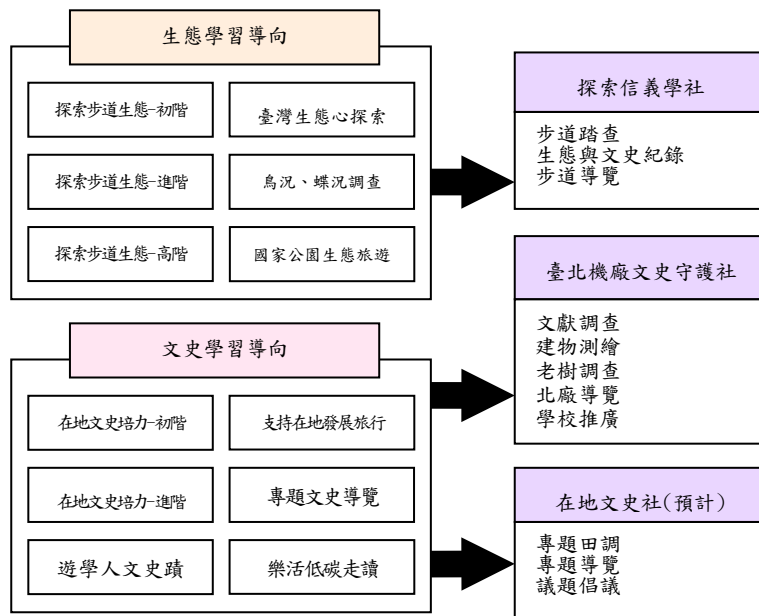 生態學習導向
探索步道生態-初階
臺灣生態心探索
探索步道生態-進階
鳥況、蝶況調查
探索步道生態-高階
國家公園生態旅遊
文史學習導向
在地文史培力-初階
支持在地發展旅行
在地文史培力-進階
專題文史導覽
遊學人文史蹟
樂活低碳走讀
探索信義學社
步道踏查
生態與文史紀錄
步道導覽
臺北機廠文史守護社
文獻調查
建物測繪
老樹調查
北廠導覽
學校推廣
在地文史社(預計)
專題田調
專題導覽
議題倡議